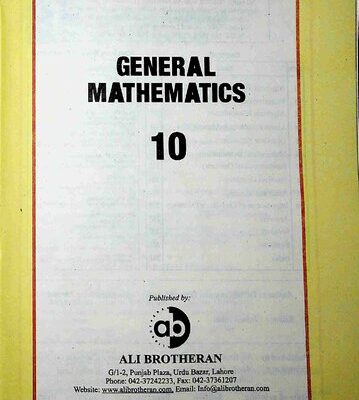 GENERAL
MATHEMATICS
10
Published by:
ab
ALI BROTHERAN
G/1-2, Punjab Plaza, Urdu Bazar, Lahore
Phone: 042-37242233, Fax: 042-37361207
Website: www.alibrotheran.com, Email: Info@alibrotheran.com